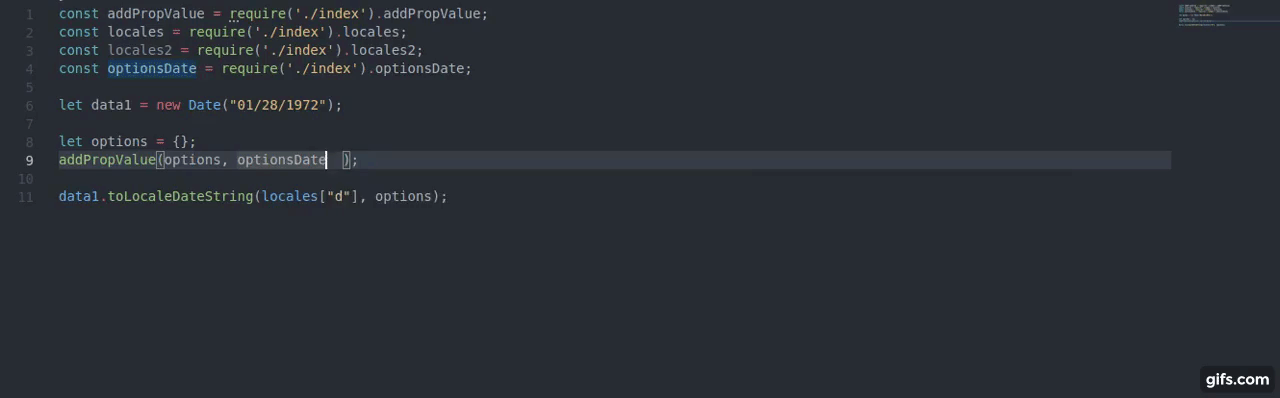 1 const addPropValue = require('./index').addPropValue;
2 const locales = require('./index').locales;
3 const locales2 = require('./index').locales2;
4 const optionsDate = require('./index').optionsDate;
5
6 let data1 = new Date("01/28/1972");
7
8 let options = {};
9 addPropValue(options, optionsDate  );
10
11 data1.toLocaleDateString(locales["d"], options);
gifs.com